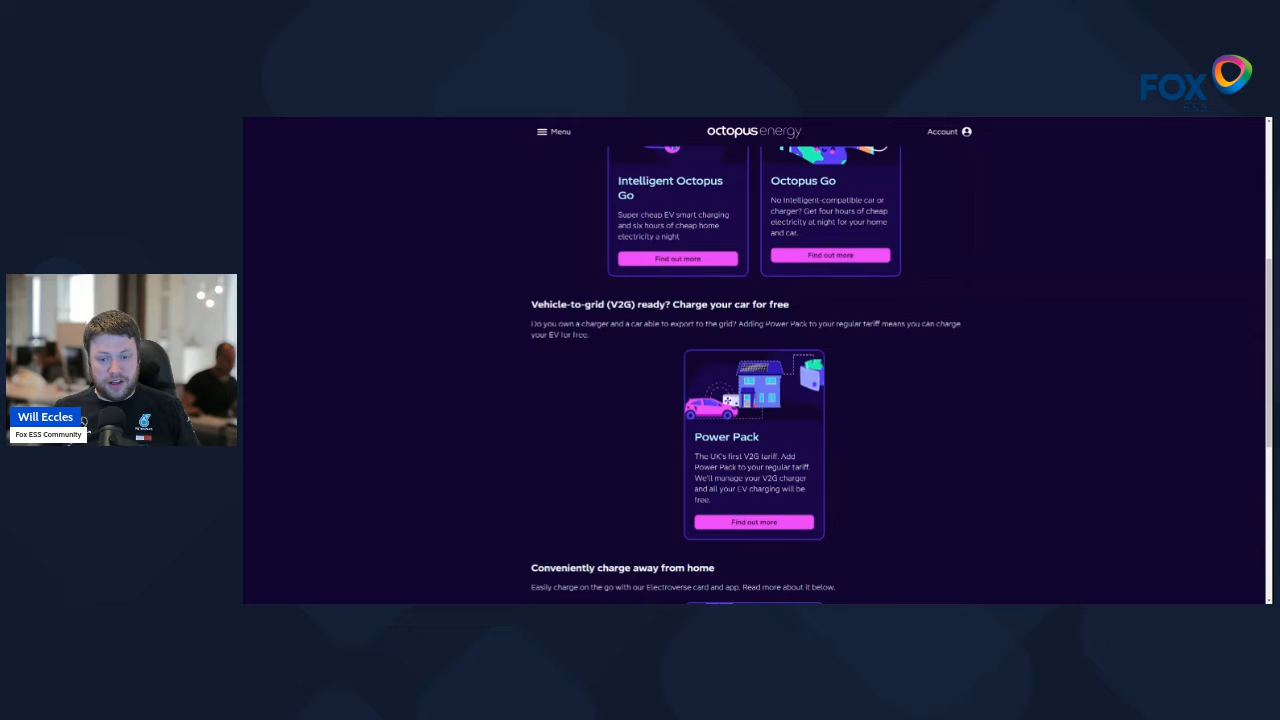 FOX
ESS
Menu
octopus energy
Account
Intelligent Octopus
Go
Super cheap EV smart charging
and six hours of cheap home
electricity a night
Find out more
Octopus Go
No Intelligent-compatible car or
charger? Get four hours of cheap
electricity at night for your home
and car.
Find out more
Vehicle-to-grid (V2G) ready? Charge your car for free
Do you own a charger and a car able to export to the grid? Adding Power Pack to your regular tariff means you can charge
your EV for free.
Power Pack
The UK's first V2G tariff. Add
Power Pack to your regular tariff.
We'll manage your V2G charger
and all your EV charging will be
free.
Find out more
Conveniently charge away from home
Easily charge on the go with our Electroverse card and app. Read more about it below.
Will Eccles
Fox ESS Community